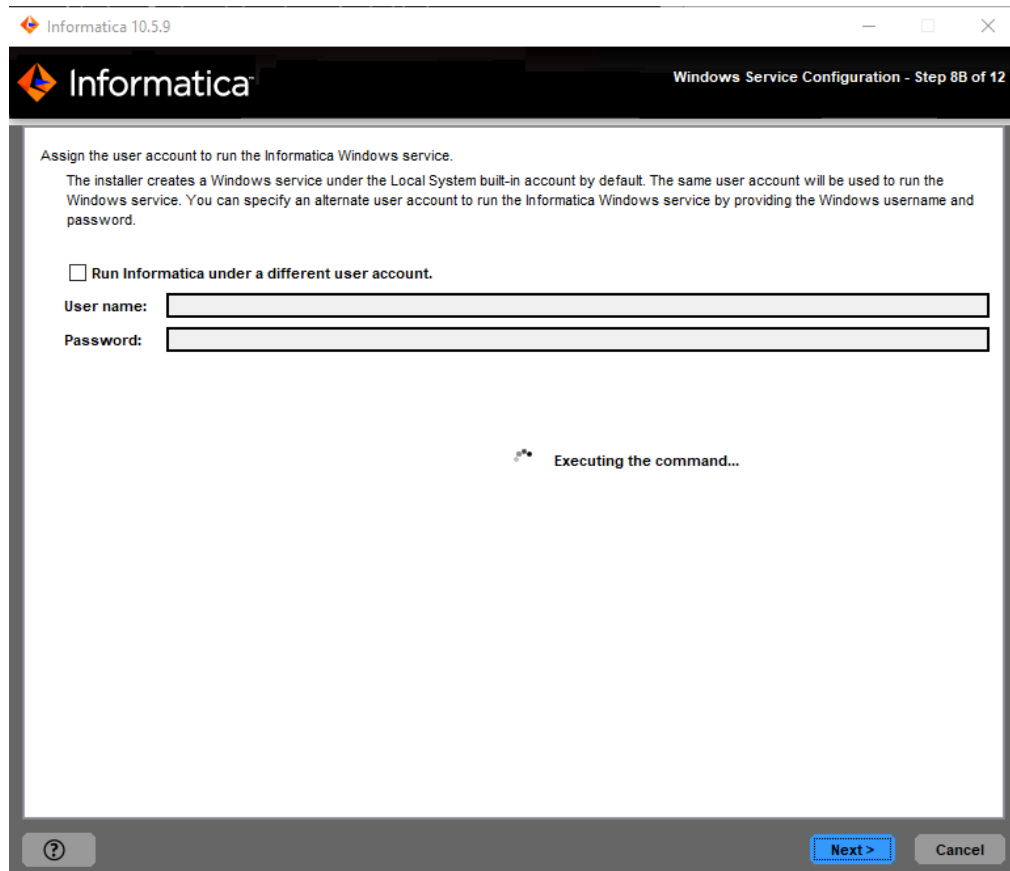 Informatica 10.5.9
Informatica
Windows Service Configuration - Step 8B of 12
Assign the user account to run the Informatica Windows service.
The installer creates a Windows service under the Local System built-in account by default. The same user account will be used to run the
Windows service. You can specify an alternate user account to run the Informatica Windows service by providing the Windows username and
password.
Run Informatica under a different user account.
User name:
Password:
Executing the command...
?
Next >
Cancel